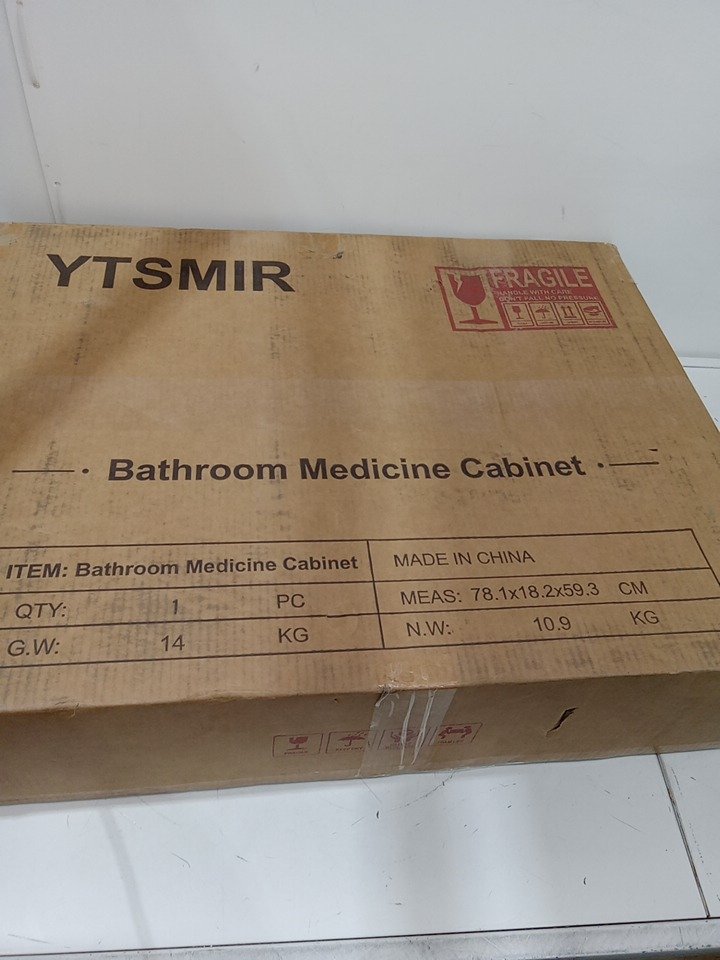 YTSMIR
FRAGILE
HANDLE WITH CARE
DON'T FALL NO PRESSURE
Bathroom Medicine Cabinet
ITEM: Bathroom Medicine Cabinet
MADE IN CHINA
QTY: 1 PC
MEAS: 78.1x18.2x59.3 CM
G.W: 14 KG
N.W: 10.9 KG